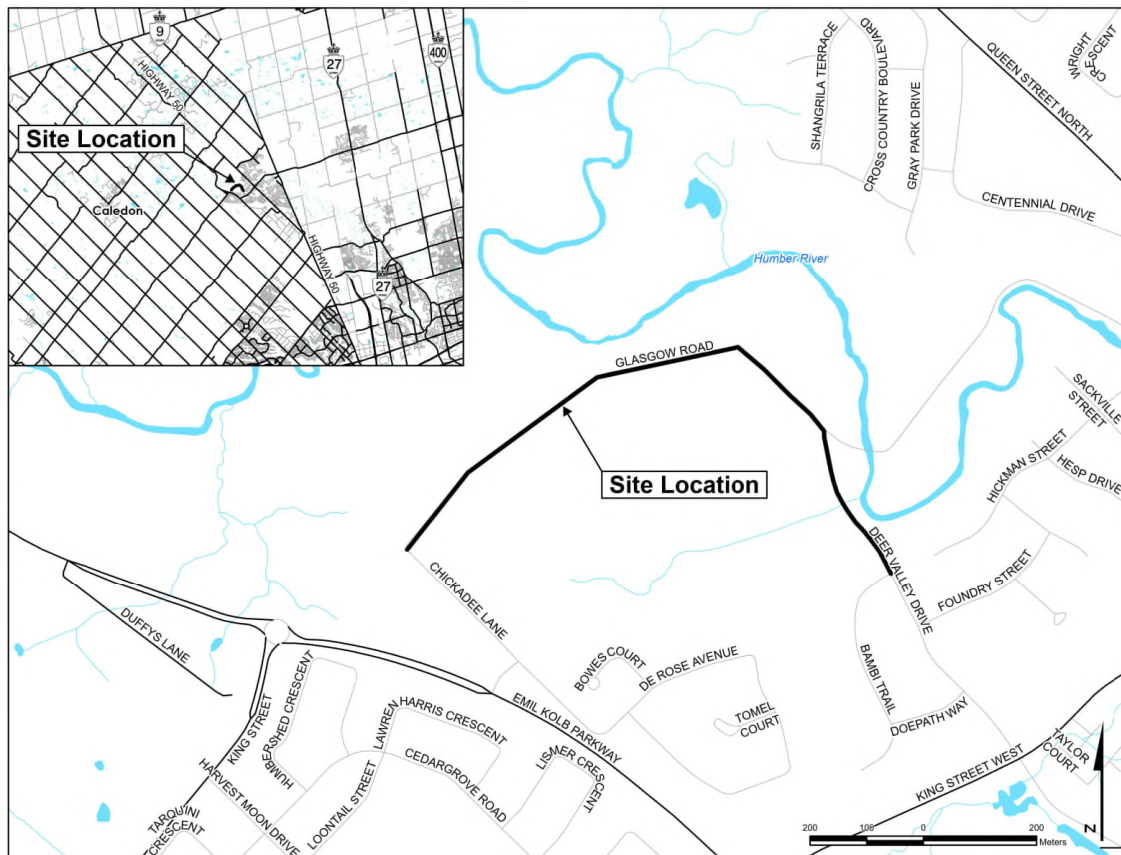 9
27
400
HIGHWAY 50
Site Location
Caledon
HIGHWAY 50
27
SHANGRILA TERRACE
CROSS COUNTRY BOULEVARD
GRAY PARK DRIVE
QUEEN STREET NORTH
WRIGHT
CRESCENT
CENTENNIAL DRIVE
Humber River
GLASGOW ROAD
SACKVILLE
STREET
HICKMAN STREET
HESP DRIVE
Site Location
DEER VALLEY DRIVE
FOUNDRY STREET
CHICKADEE LANE
DUFFYS LANE
BOWES COURT
DE ROSE AVENUE
BAMBI TRAIL
TOMEL
COURT
DOEPATH WAY
EMIL KOLB PARKWAY
KING STREET
HUMBERSHED CRESCENT
HARRIS CRESCENT
LAWREN
LISMER CRESCENT
CEDARGROVE ROAD
LOONTAIL STREET
HARVEST MOON DRIVE
TARQUINI
CRESCENT
KING STREET WEST
TAYLOR
COURT
200 100 0 200
Meters
N